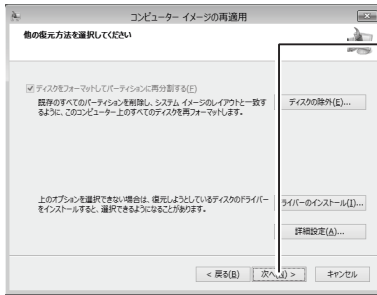 コンピューター イメージの再適用
他の復元方法を選択してください
ディスクをフォーマットしてパーティションに再分割する(F)
既存のすべてのパーティションを削除し、システム イメージのレイアウトと一致す
るように、このコンピューター上のすべてのディスクを再フォーマットします。
ディスクの除外(E)...
上のオプションを選択できない場合は、復元しようとしているディスクのドライバー
をインストールすると、選択できるようになることがあります。
ライバーのインストール(I)...
詳細設定(A)...
< 戻る(B)
次へ(N) >
キャンセル